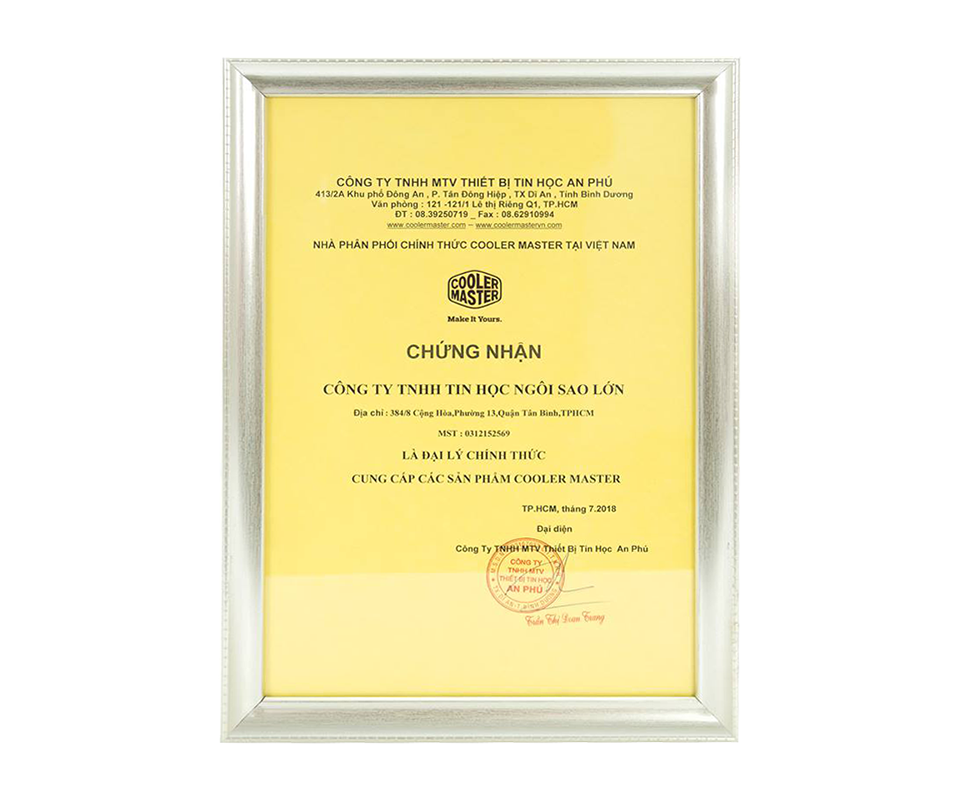 CÔNG TY TNHH MTV THIẾT BỊ TIN HỌC AN PHÚ
413/2A Khu phố Đông An , P. Tân Đông Hiệp , TX Dĩ An , Tỉnh Bình Dương
Văn phòng : 121 -121/1 Lê thị Riêng Q1, TP.HCM
ĐT : 08.39250719 _ Fax : 08.62910994
www.coolermaster.com – www.coolermastervn.com
NHÀ PHÂN PHỐI CHÍNH THỨC COOLER MASTER TẠI VIỆT NAM
COOLER
MASTER
Make It Yours.
CHỨNG NHẬN
CÔNG TY TNHH TIN HỌC NGÔI SAO LỚN
Địa chỉ : 384/8 Cộng Hòa,Phường 13,Quận Tân Bình,TPHCM
MST : 0312152569
LÀ ĐẠI LÝ CHÍNH THỨC
CUNG CẤP CÁC SẢN PHẨM COOLER MASTER
TP.HCM, tháng 7.2018
Đại diện
Công Ty TNHH MTV Thiết Bị Tin Học An Phú
CÔNG TY
TNHH MTV
THIẾT BỊ TIN HỌC
AN PHÚ
Trần Thị Đoan Trang